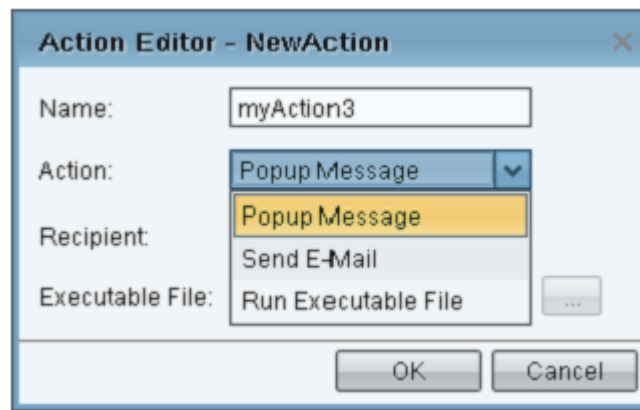 Action Editor - NewAction
Name: myAction3
Action: Popup Message
Popup Message
Recipient:
Send E-Mail
Executable File: Run Executable File ...
OK Cancel